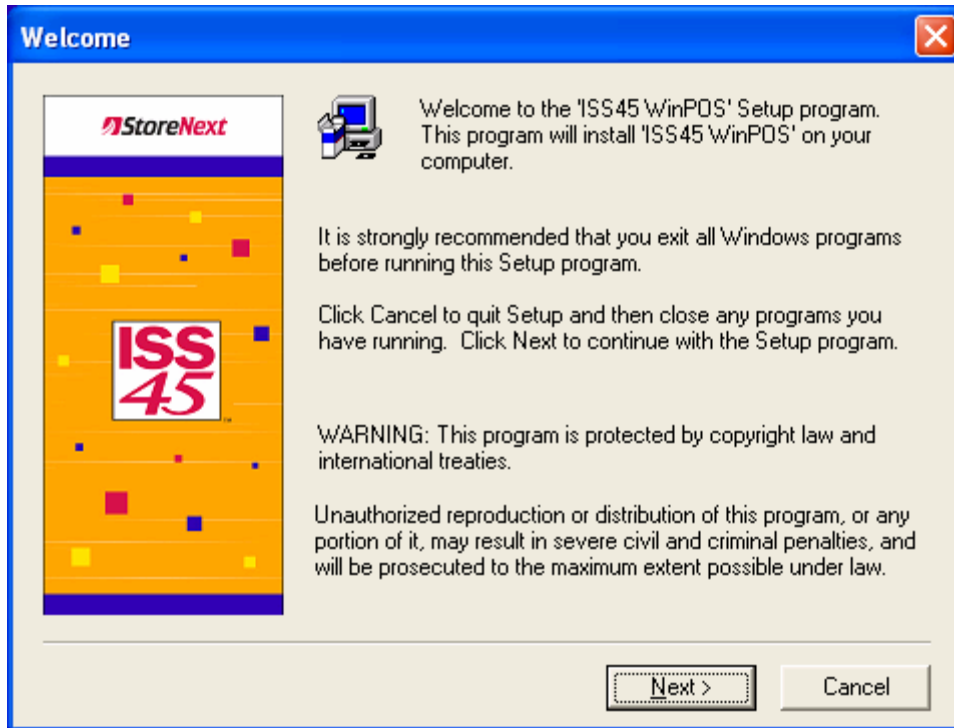 Welcome
StoreNext
Welcome to the 'ISS45 WinPOS' Setup program.
This program will install 'ISS45 WinPOS' on your
computer.
It is strongly recommended that you exit all Windows programs
before running this Setup program.
Click Cancel to quit Setup and then close any programs you
have running.  Click Next to continue with the Setup program.
ISS
45
WARNING: This program is protected by copyright law and
international treaties.
Unauthorized reproduction or distribution of this program, or any
portion of it, may result in severe civil and criminal penalties, and
will be prosecuted to the maximum extent possible under law.
Next >
Cancel